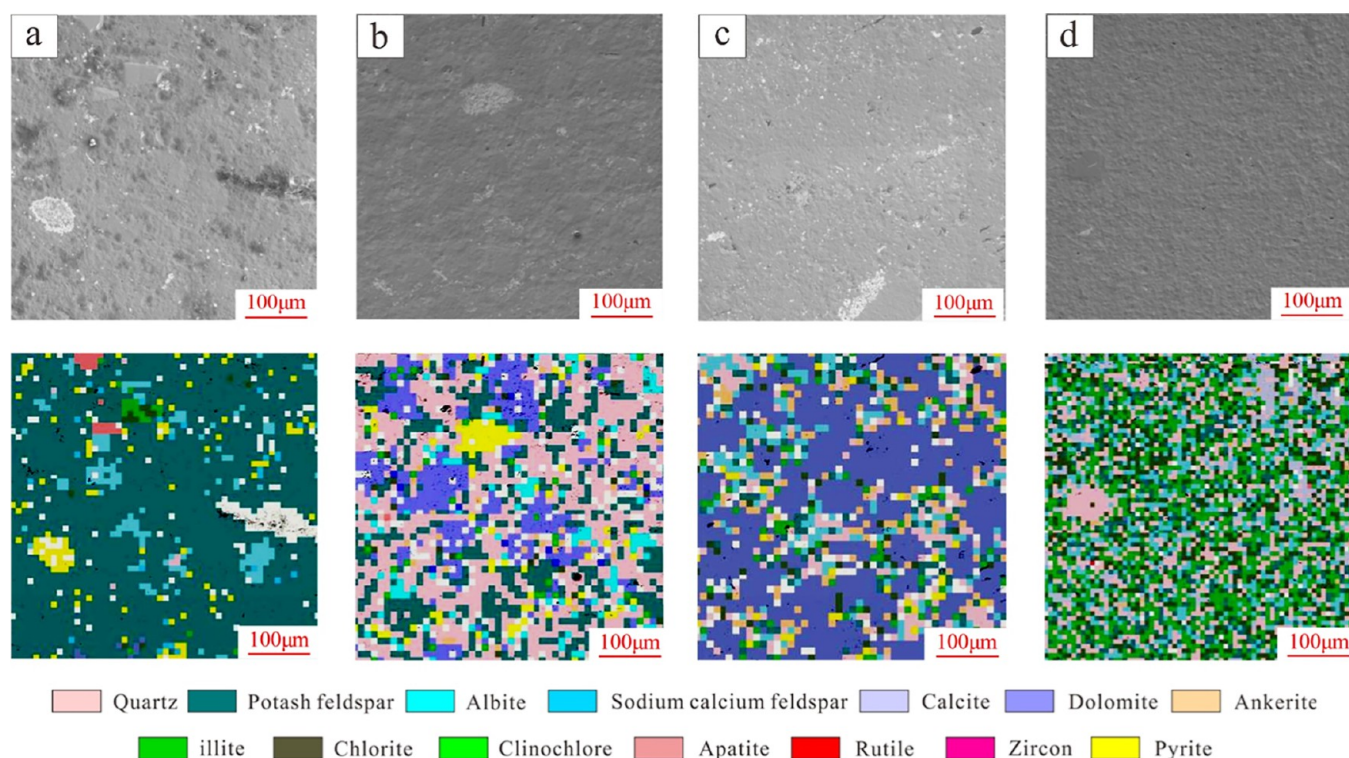 a b c d
100μm 100μm 100μm 100μm
100μm 100μm 100μm 100μm
Quartz Potash feldspar Albite Sodium calcium feldspar Calcite Dolomite Ankerite
illite Chlorite Clinochlore Apatite Rutile Zircon Pyrite